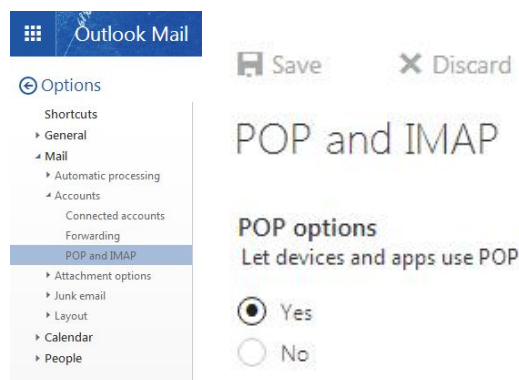 Outlook Mail
Options
Shortcuts
General
Mail
Automatic processing
Accounts
Connected accounts
Forwarding
POP and IMAP
Attachment options
Junk email
Layout
Calendar
People
Save
Discard
POP and IMAP
POP options
Let devices and apps use POP
Yes
No